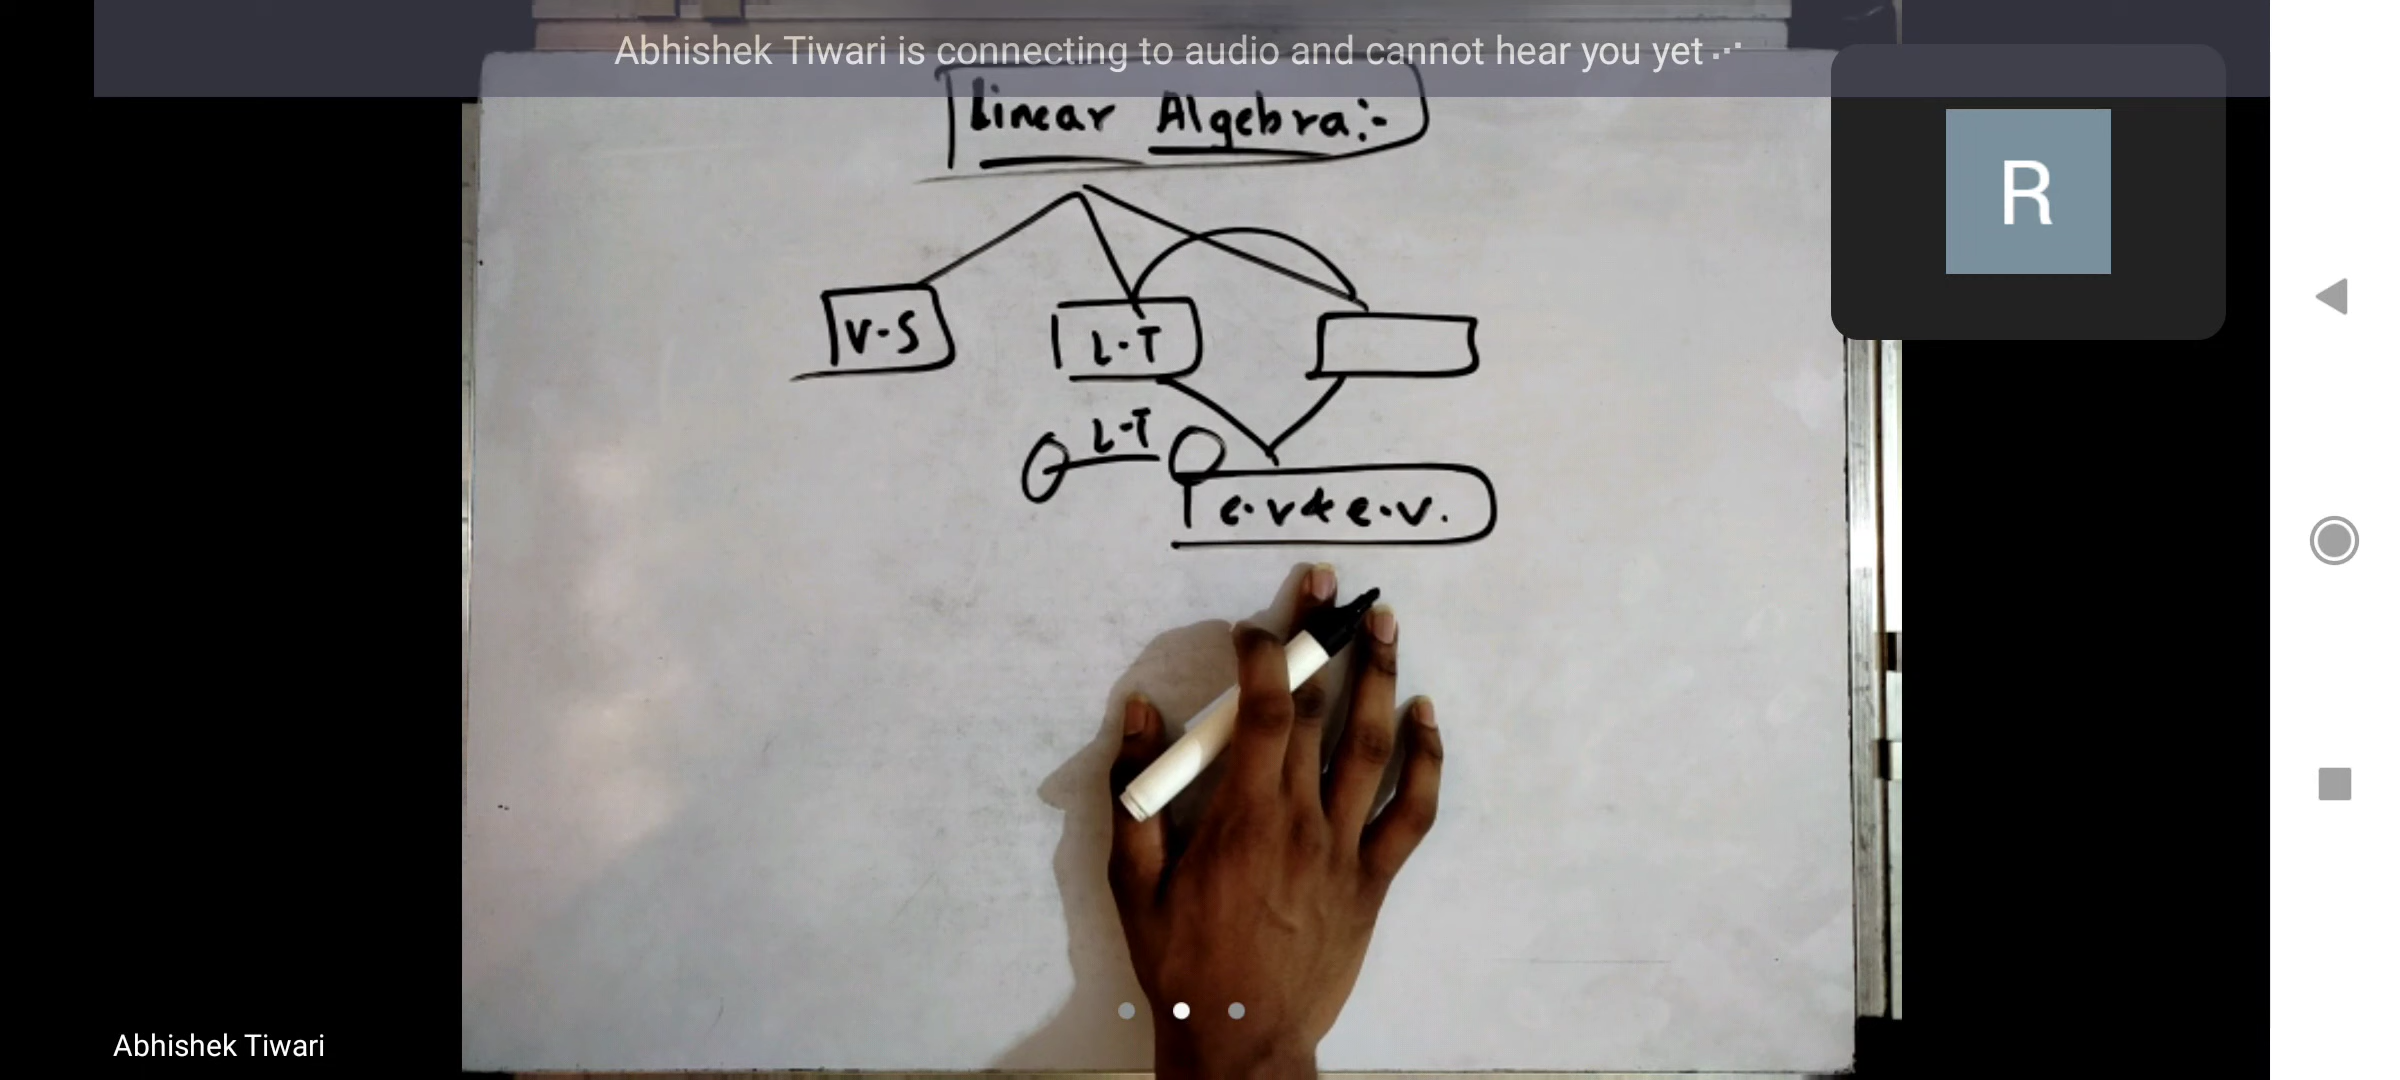 Abhishek Tiwari is connecting to audio and cannot hear you yet
Linear Algebra:-
R
V-S
L-T
L-T
e.v & e.v.
Abhishek Tiwari